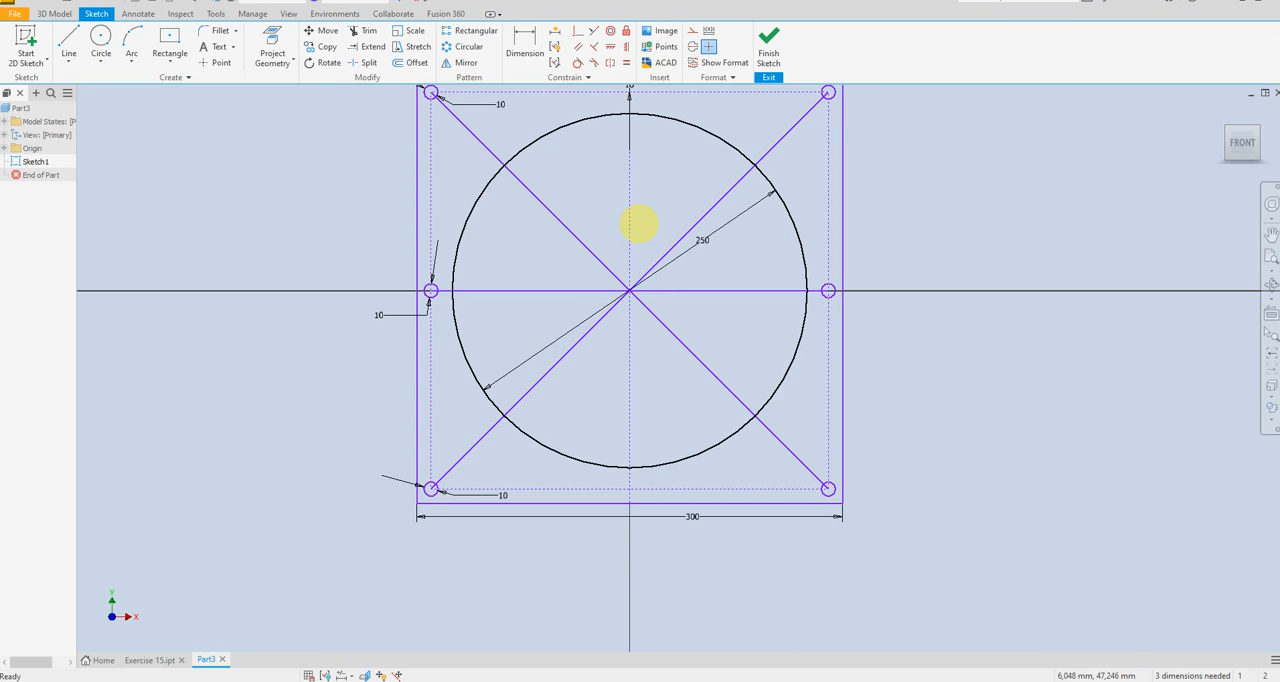 File 3D Model Sketch Annotate Inspect Tools Manage View Environments Collaborate Fusion 360
Start
2D Sketch
Line
Circle
Arc
Rectangle
Fillet
Text
Point
Project
Geometry
Move Trim Scale
Copy Extend Stretch
Rotate Split Offset
Rectangular
Circular
Mirror
Dimension
Image
Points
ACAD
Show Format
Finish
Sketch
Sketch Create Modify Pattern Constrain Insert Format Exit
Part3
Model States: [P
View: [Primary]
Origin
Sketch1
End of Part
FRONT
10
250
10
10
300
Y
X
Home Exercise 15.ipt Part3
Ready 6,048 mm, 47,246 mm 3 dimensions needed 1 2